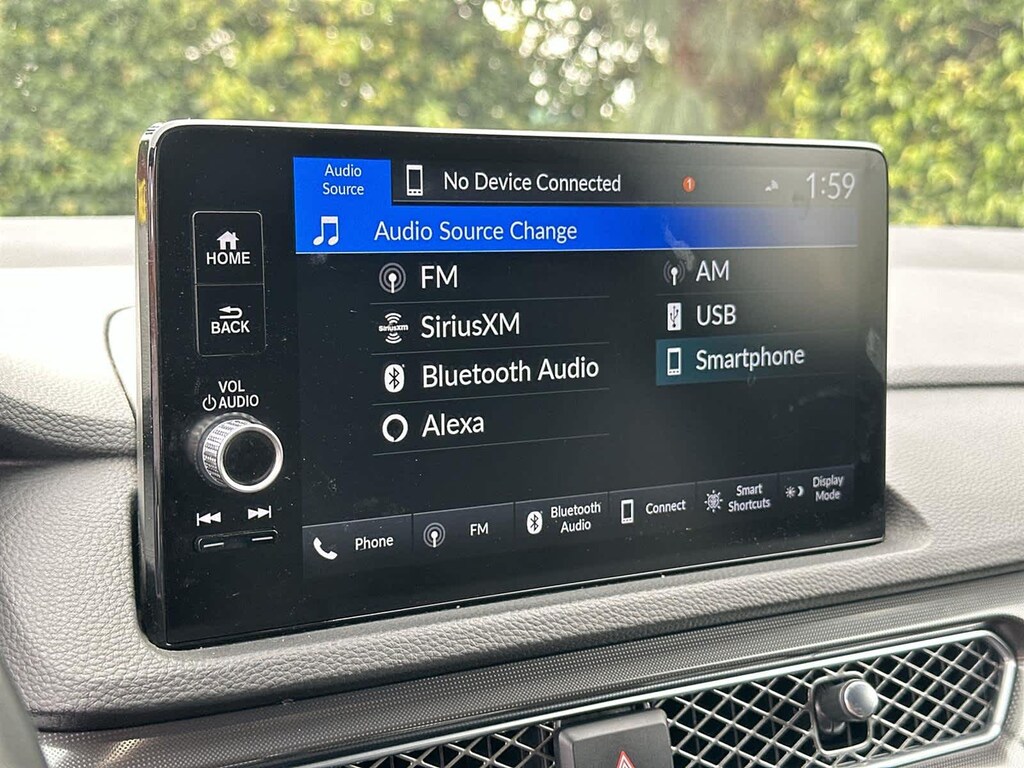 Audio
Source
No Device Connected
1
1:59
Audio Source Change
HOME
BACK
VOL
AUDIO
FM
AM
SiriusXM
SiriusXM
USB
Bluetooth Audio
Smartphone
Alexa
Phone
FM
Bluetooth
Audio
Connect
Smart
Shortcuts
Display
Mode